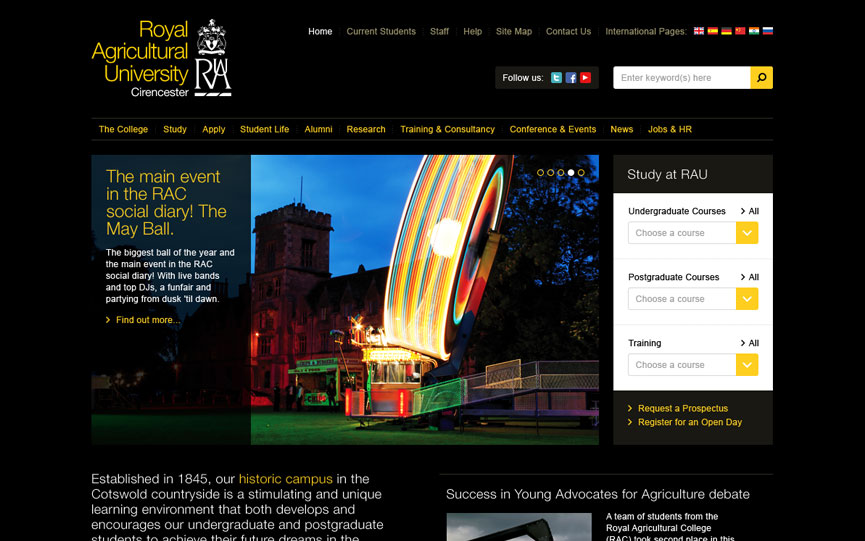 Royal
Agricultural
University
Cirencester
RAU
Home
Current Students
Staff
Help
Site Map
Contact Us
International Pages:
Follow us:
Enter keyword(s) here
The College
Study
Apply
Student Life
Alumni
Research
Training & Consultancy
Conference & Events
News
Jobs & HR
The main event
in the RAC
social diary! The
May Ball.
The biggest ball of the year and
the main event in the RAC
social diary! With live bands
and top DJs, a funfair and
partying from dusk 'til dawn.
Find out more...
Study at RAU
Undergraduate Courses
All
Choose a course
Postgraduate Courses
All
Choose a course
Training
All
Choose a course
Request a Prospectus
Register for an Open Day
Established in 1845, our historic campus in the
Cotswold countryside is a stimulating and unique
learning environment that both develops and
encourages our undergraduate and postgraduate
students to achieve their future dreams in the
Success in Young Advocates for Agriculture debate
A team of students from the
Royal Agricultural College
(RAC) took second place in this